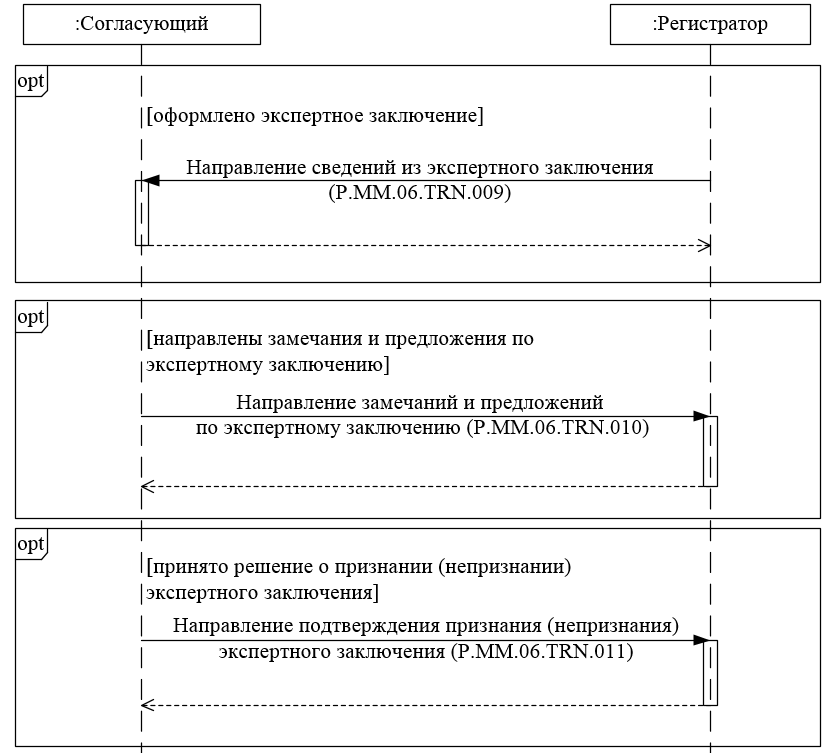 :Согласующий
:Регистратор
opt
[оформлено экспертное заключение]
Направление сведений из экспертного заключения
(P.MM.06.TRN.009)
opt
[направлены замечания и предложения по
экспертному заключению]
Направление замечаний и предложений
по экспертному заключению (P.MM.06.TRN.010)
opt
[принято решение о признании (непризнании)
экспертного заключения]
Направление подтверждения признания (непризнания)
экспертного заключения (P.MM.06.TRN.011)